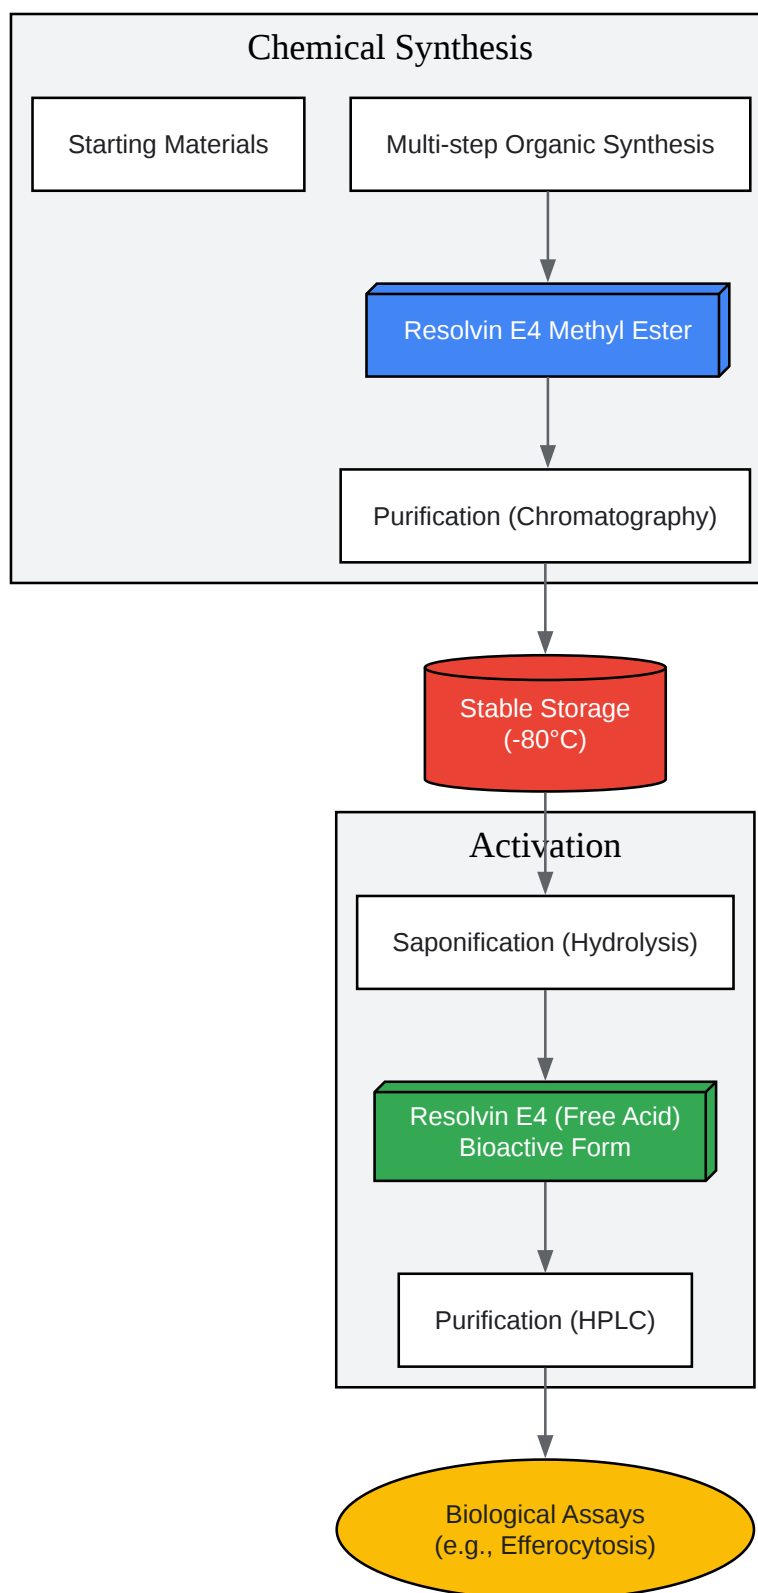 Chemical Synthesis
Starting Materials
Multi-step Organic Synthesis
Resolvin E4 Methyl Ester
Purification (Chromatography)
Stable Storage
(-80°C)
Activation
Saponification (Hydrolysis)
Resolvin E4 (Free Acid)
Bioactive Form
Purification (HPLC)
Biological Assays
(e.g., Efferocytosis)